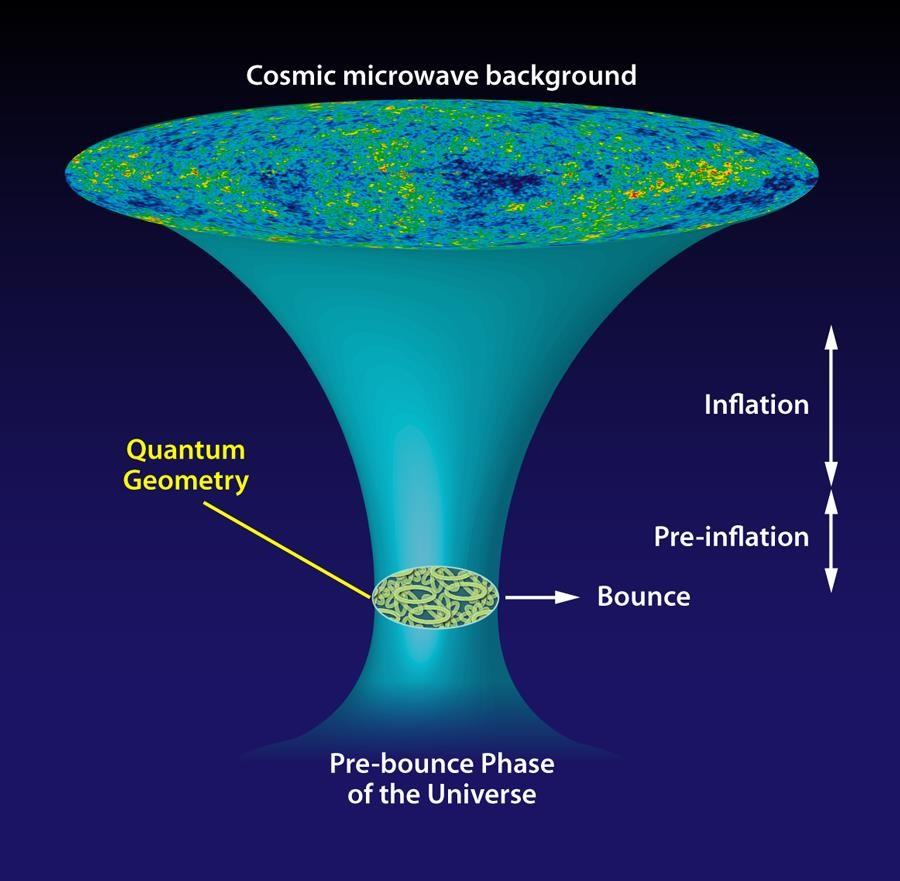 Cosmic microwave background
Inflation
Quantum
Geometry
Pre-inflation
Bounce
Pre-bounce Phase
of the Universe